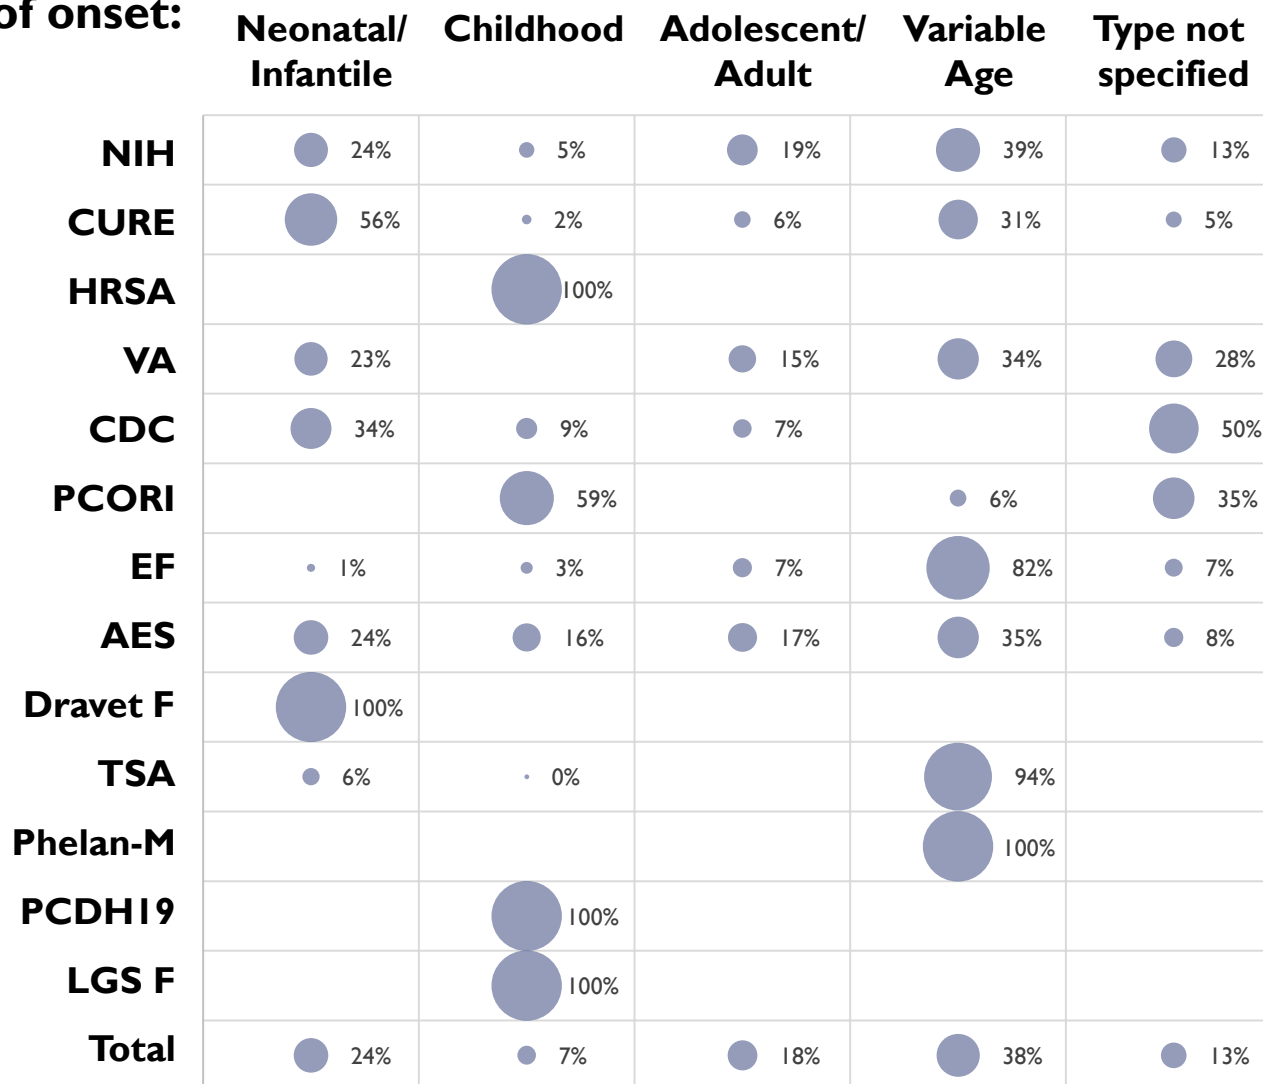 of onset:
Neonatal/ Childhood Adolescent/ Variable Type not
Infantile Adult Age specified
NIH 24% 5% 19% 39% 13%
CURE 56% 2% 6% 31% 5%
HRSA 100%
VA 23% 15% 34% 28%
CDC 34% 9% 7% 50%
PCORI 59% 6% 35%
EF 1% 3% 7% 82% 7%
AES 24% 16% 17% 35% 8%
Dravet F 100%
TSA 6% 0% 94%
Phelan-M 100%
PCDH19 100%
LGS F 100%
Total 24% 7% 18% 38% 13%